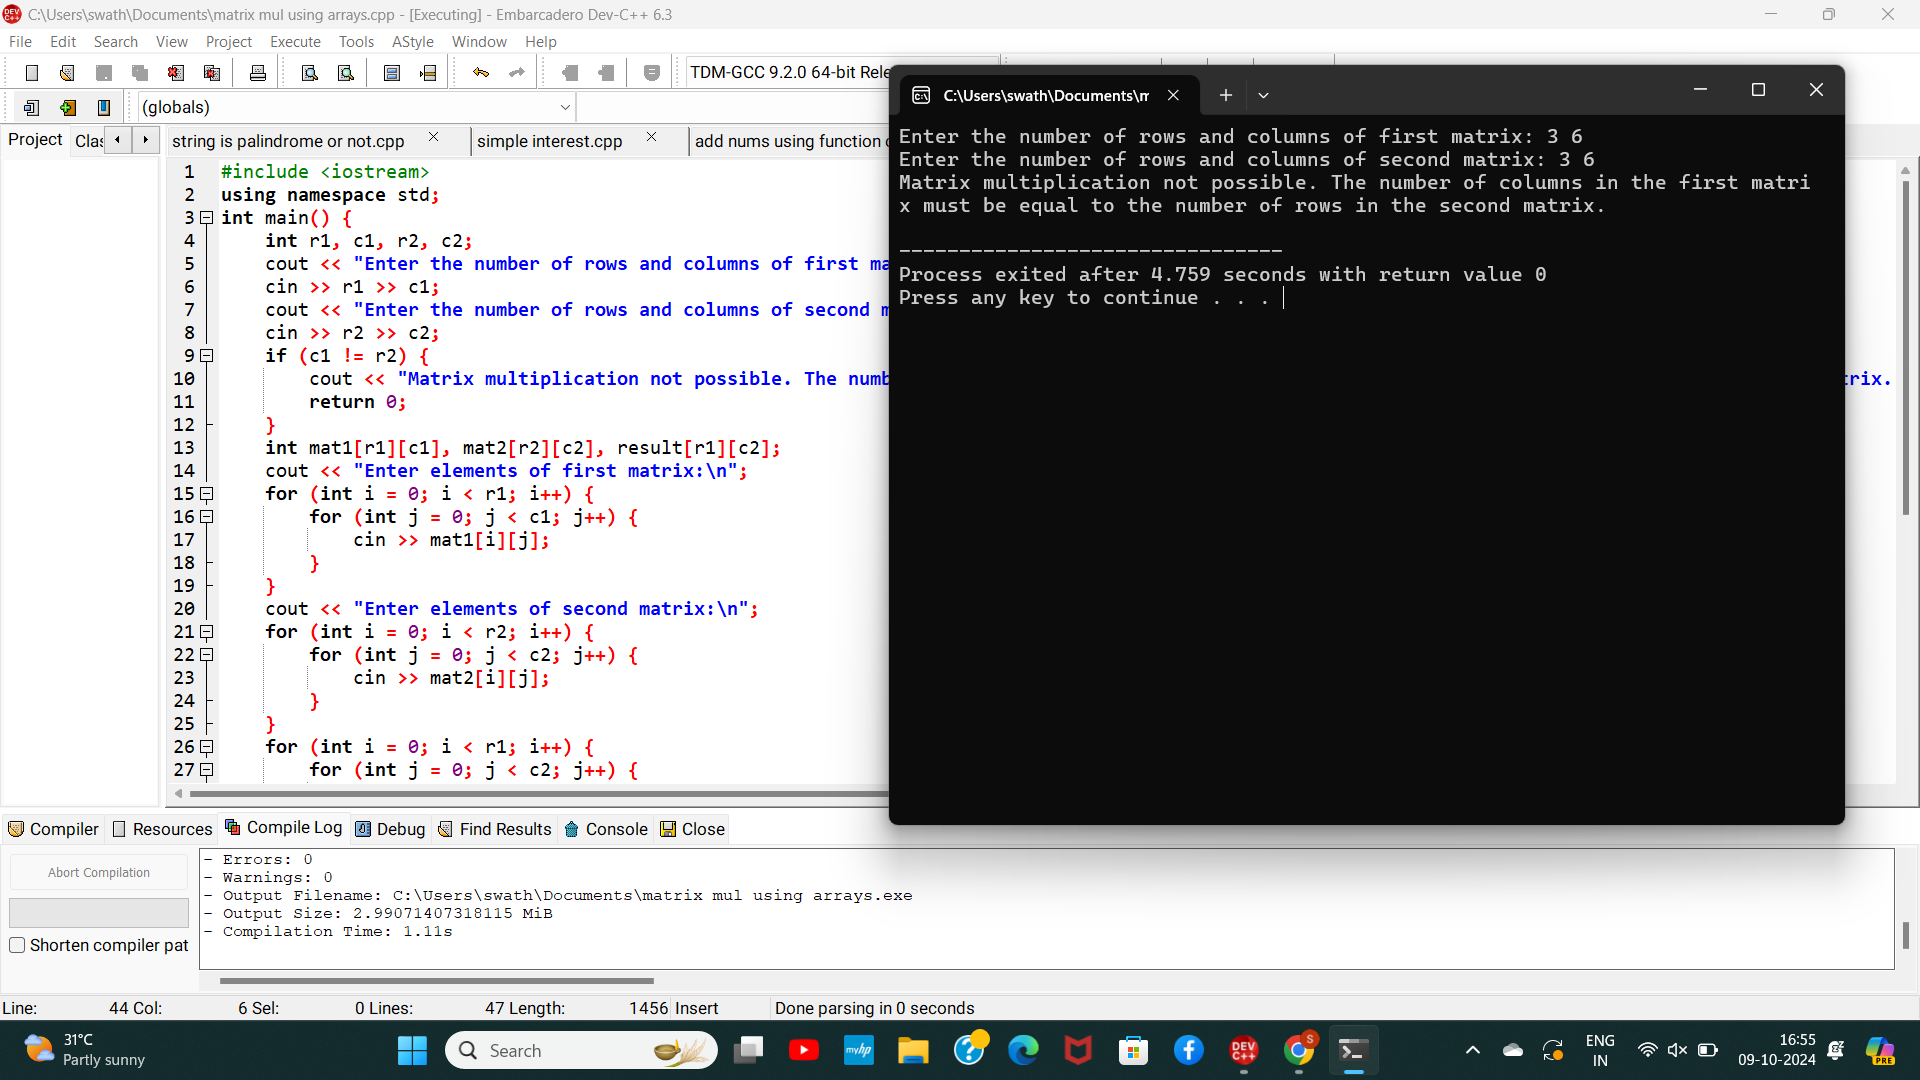 C:\Users\swath\Documents\matrix mul using arrays.cpp - [Executing] - Embarcadero Dev-C++ 6.3
File Edit Search View Project Execute Tools AStyle Window Help
TDM-GCC 9.2.0 64-bit Rele
(globals)
Project Clas string is palindrome or not.cpp simple interest.cpp add nums using function
1 #include <iostream>
2 using namespace std;
3 int main() {
4 int r1, c1, r2, c2;
5 cout << "Enter the number of rows and columns of first ma
6 cin >> r1 >> c1;
7 cout << "Enter the number of rows and columns of second m
8 cin >> r2 >> c2;
9 if (c1 != r2) {
10 cout << "Matrix multiplication not possible. The numb
trix.
11 return 0;
12 }
13 int mat1[r1][c1], mat2[r2][c2], result[r1][c2];
14 cout << "Enter elements of first matrix:\n";
15 for (int i = 0; i < r1; i++) {
16 for (int j = 0; j < c1; j++) {
17 cin >> mat1[i][j];
18 }
19 }
20 cout << "Enter elements of second matrix:\n";
21 for (int i = 0; i < r2; i++) {
22 for (int j = 0; j < c2; j++) {
23 cin >> mat2[i][j];
24 }
25 }
26 for (int i = 0; i < r1; i++) {
27 for (int j = 0; j < c2; j++) {
C:\Users\swath\Documents\m
Enter the number of rows and columns of first matrix: 3 6
Enter the number of rows and columns of second matrix: 3 6
Matrix multiplication not possible. The number of columns in the first matri
x must be equal to the number of rows in the second matrix.
--------------------------------
Process exited after 4.759 seconds with return value 0
Press any key to continue . . .
Compiler Resources Compile Log Debug Find Results Console Close
Abort Compilation
Shorten compiler pat
- Errors: 0
- Warnings: 0
- Output Filename: C:\Users\swath\Documents\matrix mul using arrays.exe
- Output Size: 2.99071407318115 MiB
- Compilation Time: 1.11s
Line: 44 Col: 6 Sel: 0 Lines: 47 Length: 1456 Insert Done parsing in 0 seconds
31°C
Partly sunny
Search
myhp
DEV C++
S
ENG
IN
16:55
09-10-2024
PRE